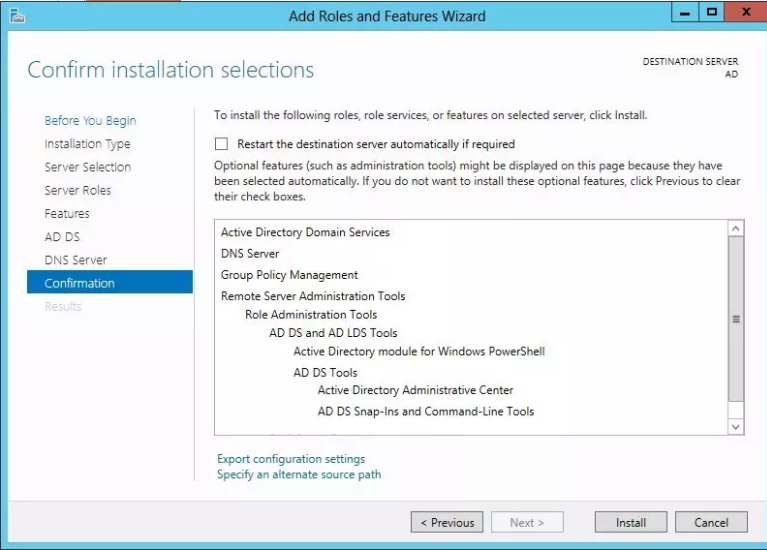 Add Roles and Features Wizard
Confirm installation selections
DESTINATION SERVER
AD
Before You Begin
Installation Type
Server Selection
Server Roles
Features
AD DS
DNS Server
Confirmation
Results
To install the following roles, role services, or features on selected server, click Install.
Restart the destination server automatically if required
Optional features (such as administration tools) might be displayed on this page because they have
been selected automatically. If you do not want to install these optional features, click Previous to clear
their check boxes.
Active Directory Domain Services
DNS Server
Group Policy Management
Remote Server Administration Tools
Role Administration Tools
AD DS and AD LDS Tools
Active Directory module for Windows PowerShell
AD DS Tools
Active Directory Administrative Center
AD DS Snap-Ins and Command-Line Tools
Export configuration settings
Specify an alternate source path
< Previous
Next >
Install
Cancel